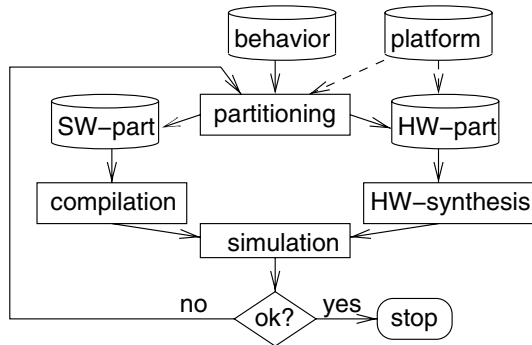 behavior
platform
partitioning
SW−part
HW−part
compilation
HW−synthesis
simulation
no
ok?
yes
stop